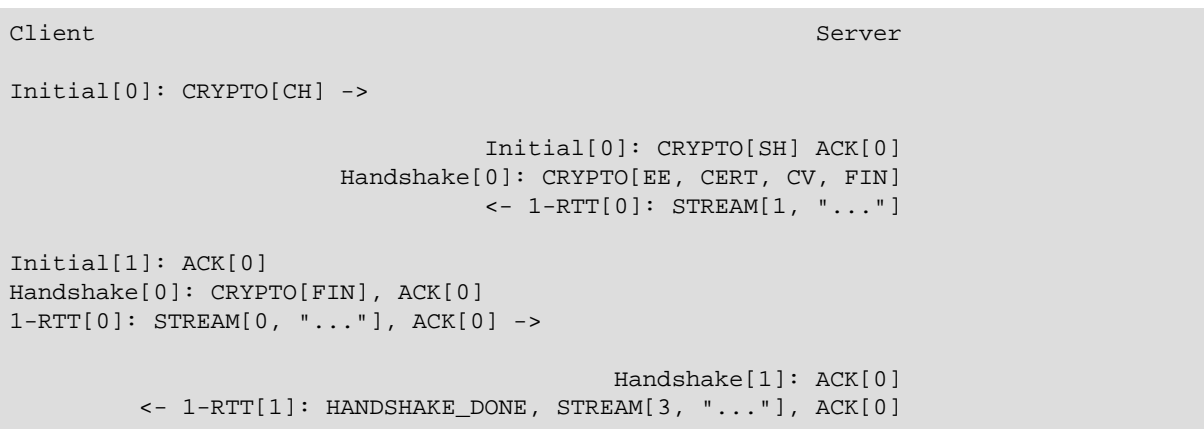 Client                                                  Server

Initial[0]: CRYPTO[CH] ->

                                 Initial[0]: CRYPTO[SH] ACK[0]
                       Handshake[0]: CRYPTO[EE, CERT, CV, FIN]
                                 <- 1-RTT[0]: STREAM[1, "..."]

Initial[1]: ACK[0]
Handshake[0]: CRYPTO[FIN], ACK[0]
1-RTT[0]: STREAM[0, "..."], ACK[0] ->

                                          Handshake[1]: ACK[0]
         <- 1-RTT[1]: HANDSHAKE_DONE, STREAM[3, "..."], ACK[0]